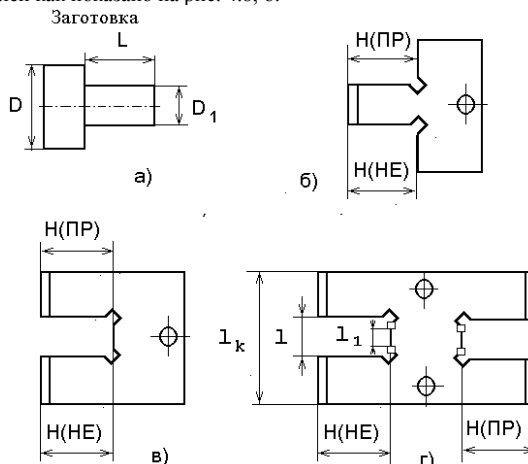 Заготовка
L
D
D1
а)
Н(ПР)
Н(НЕ)
б)
Н(ПР)
Н(НЕ)
в)
lk
l
l1
Н(НЕ)
Н(ПР)
г)